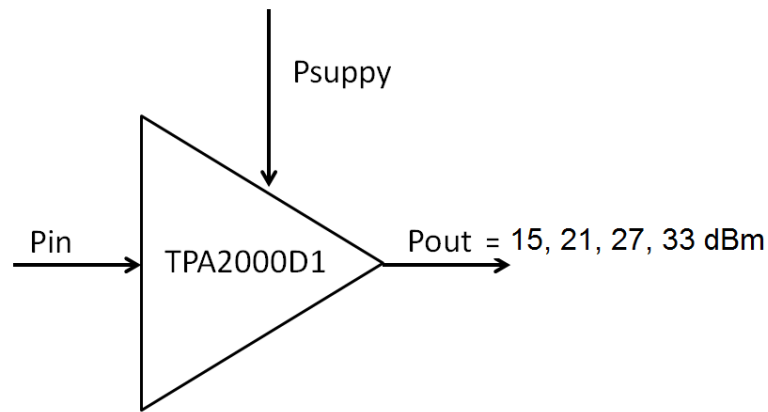 Psuppy
Pin
TPA2000D1
Pout = 15, 21, 27, 33 dBm